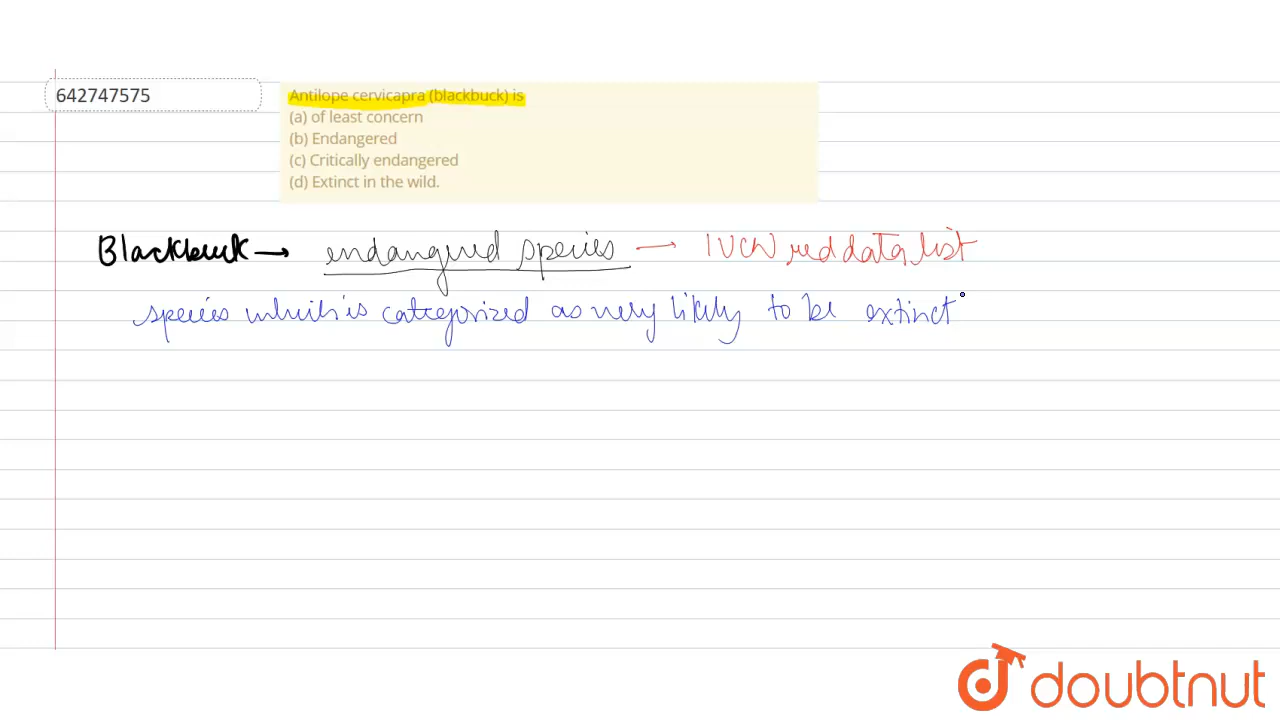 642747575
Antilope cervicapra (blackbuck) is
(a) of least concern
(b) Endangered
(c) Critically endangered
(d) Extinct in the wild.
Blackbuck → endangered species → IUCN red data list
species which is categorized as very likely to be extinct
doubtnut